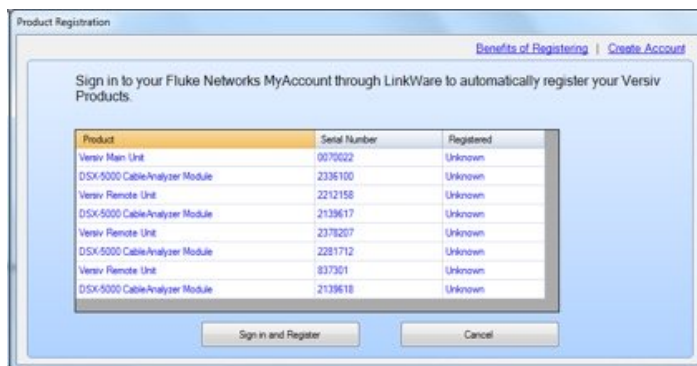 Product Registration
Benefits of Registering | Create Account
Sign in to your Fluke Networks MyAccount through LinkWare to automatically register your Versiv
Products.
Product Serial Number Registered
Versiv Main Unit 0070022 Unknown
DSX-5000 CableAnalyzer Module 2336100 Unknown
Versiv Remote Unit 2212158 Unknown
DSX-5000 CableAnalyzer Module 2139617 Unknown
Versiv Remote Unit 2378207 Unknown
DSX-5000 CableAnalyzer Module 2281712 Unknown
Versiv Remote Unit 837301 Unknown
DSX-5000 CableAnalyzer Module 2139618 Unknown
Sign in and Register Cancel